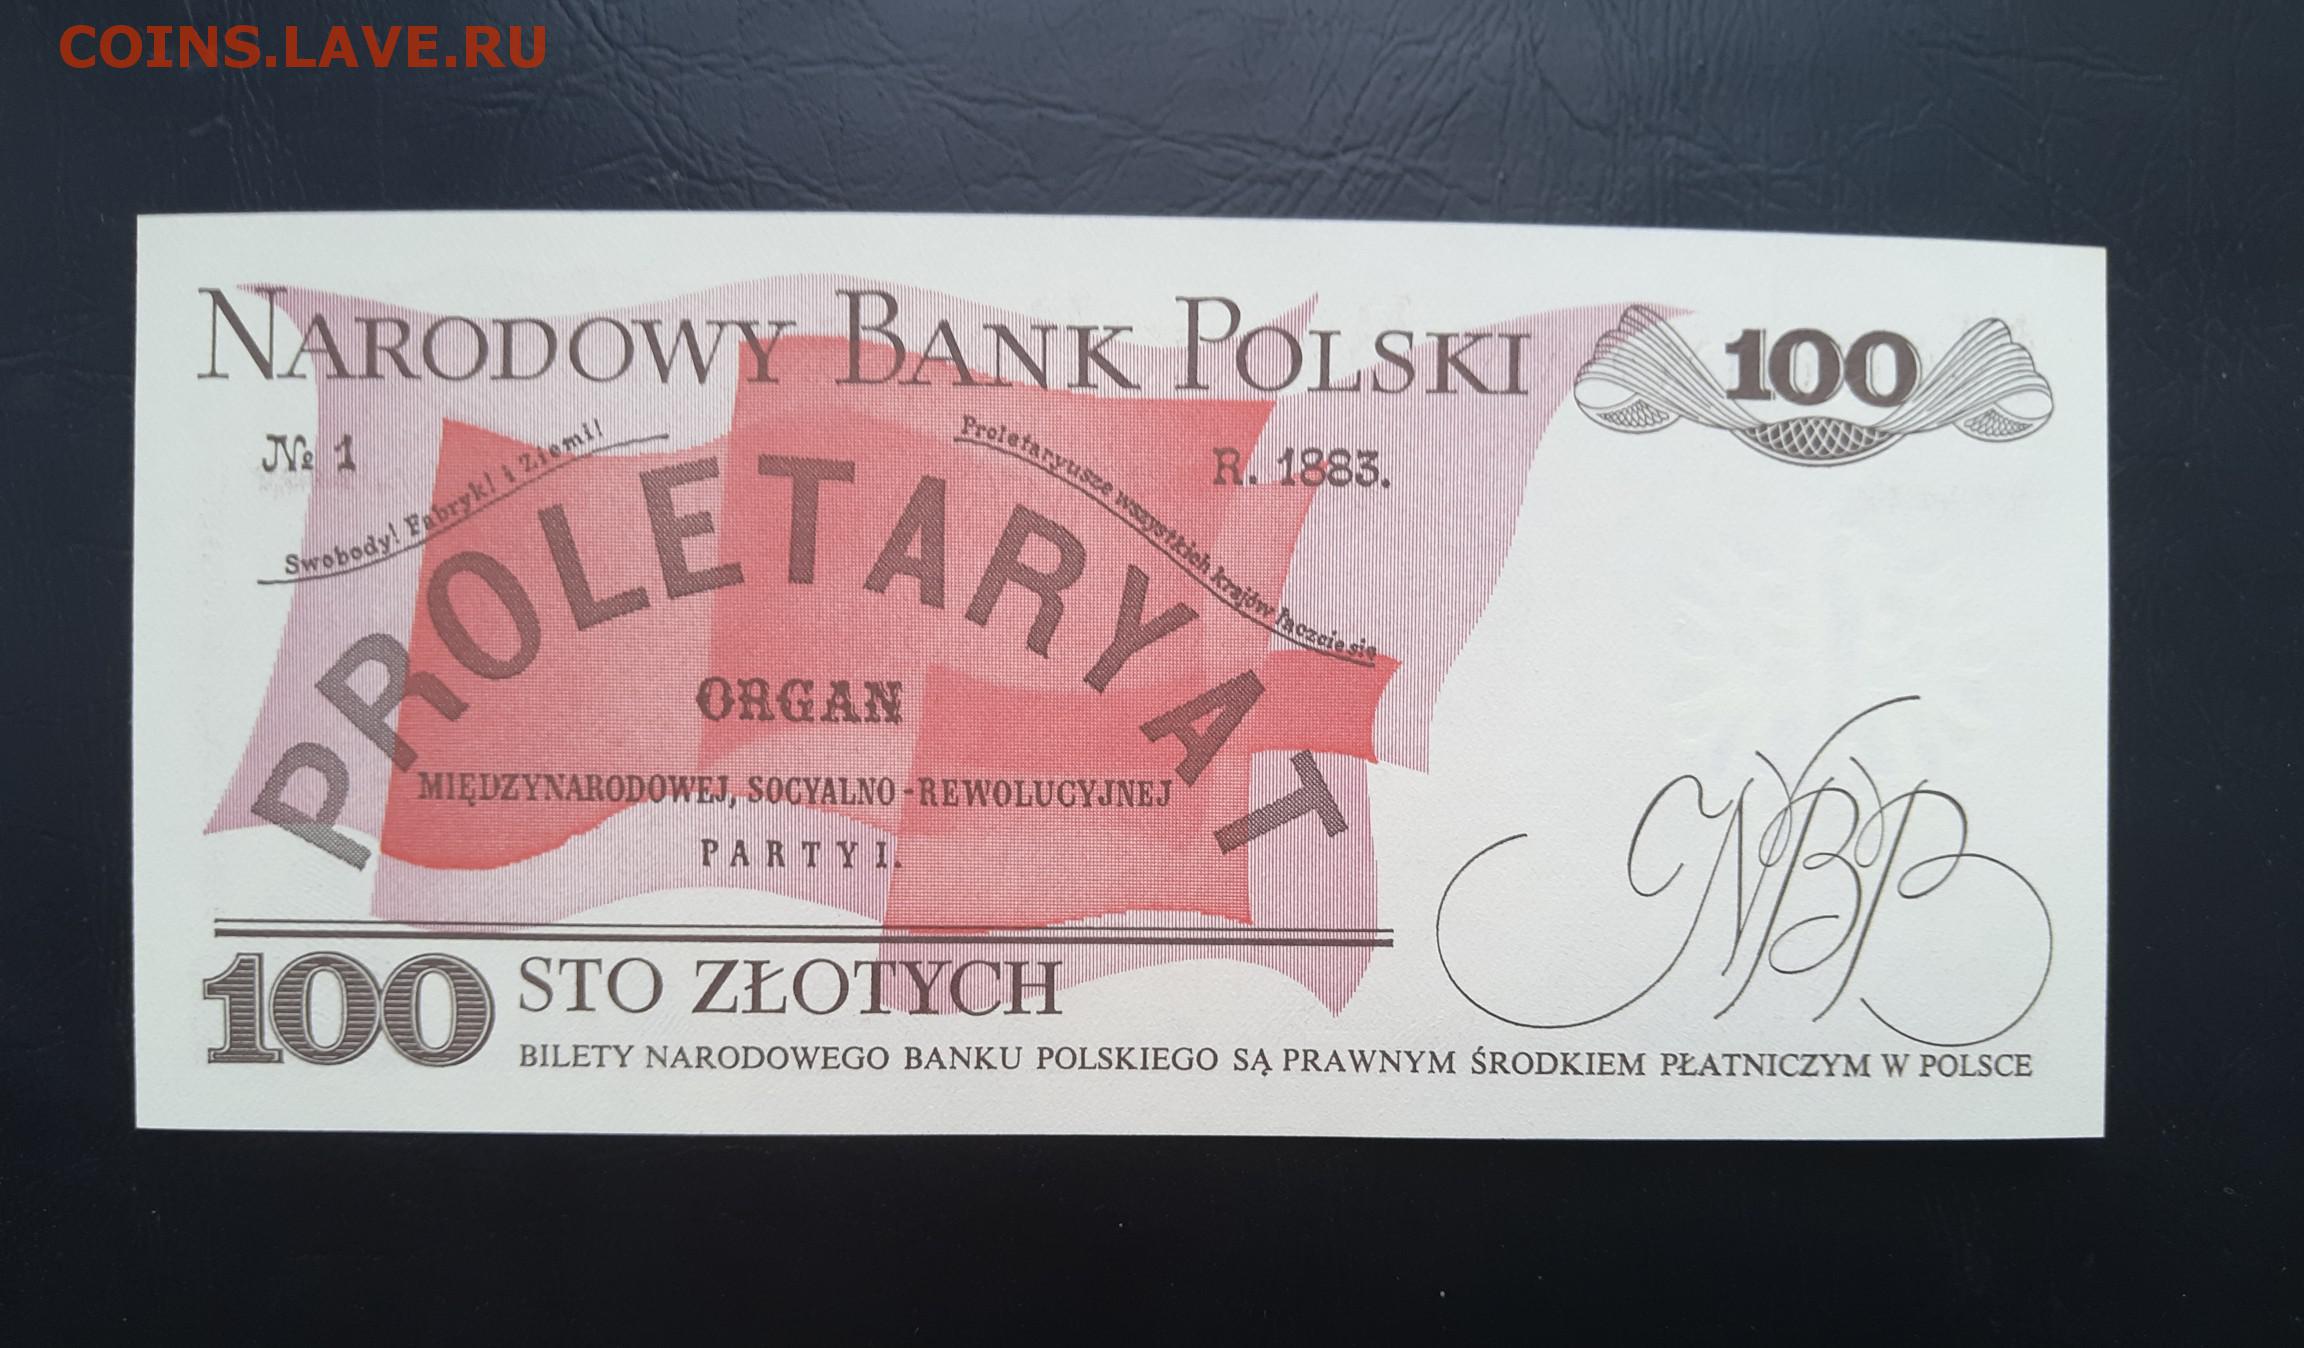 COINS.LAVE.RU
NARODOWY BANK POLSKI
100
№ 1
R. 1883.
Swobody! Fabryk! i Ziemi!
Proletaryusze wszystkich krajów łączcie się
PROLETARYAT
ORGAN
MIĘDZYNARODOWEJ, SOCYALNO-REWOLUCYJNEJ
PARTYI.
NBP
100 STO ZŁOTYCH
BILETY NARODOWEGO BANKU POLSKIEGO SĄ PRAWNYM ŚRODKIEM PŁATNICZYM W POLSCE